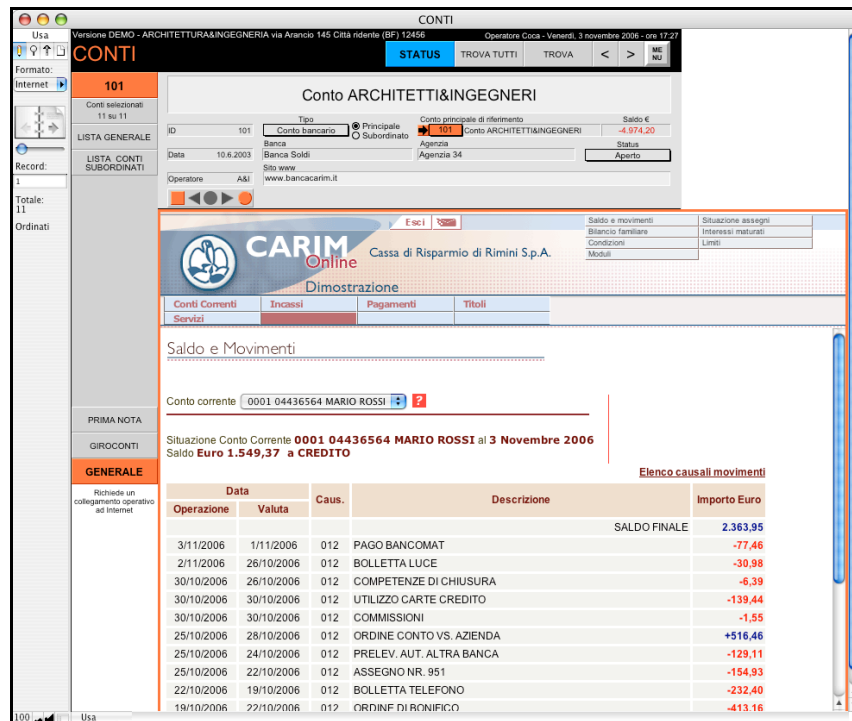 CONTI
Usa
Formato:
Internet
Record:
1
Totale:
11
Ordinati
Versione DEMO - ARCHITETTURA&INGEGNERIA via Arancio 145 Città ridente (BF) 12456
Operatore Coca - Venerdì, 3 novembre 2006 - ore 17:27
CONTI
STATUS TROVA TUTTI TROVA < > ME NU
101
Conti selezionati
11 su 11
LISTA GENERALE
LISTA CONTI
SUBORDINATI
Conto ARCHITETTI&INGEGNERI
Tipo Conto principale di riferimento Saldo €
ID 101 Conto bancario Principale Subordinato 101 Conto ARCHITETTI&INGEGNERI -4.974,20
Banca Agenzia Status
Data 10.6.2003 Banca Soldi Agenzia 34 Aperto
Sito www
Operatore A&I www.bancacarim.it
Esci
Saldo e movimenti Situazione assegni
Bilancio familiare Interessi maturati
Condizioni Limiti
Moduli
CARIM
Online
Cassa di Risparmio di Rimini S.p.A.
Dimostrazione
Conti Correnti Incassi Pagamenti Titoli
Servizi
Saldo e Movimenti
Conto corrente 0001 04436564 MARIO ROSSI ?
PRIMA NOTA
GIROCONTI
GENERALE
Richiede un
collegamento operativo
ad Internet
Situazione Conto Corrente 0001 04436564 MARIO ROSSI al 3 Novembre 2006
Saldo Euro 1.549,37 a CREDITO
Elenco causali movimenti
Data Caus. Descrizione Importo Euro
Operazione Valuta
SALDO FINALE 2.363,95
3/11/2006 1/11/2006 012 PAGO BANCOMAT -77,46
2/11/2006 26/10/2006 012 BOLLETTA LUCE -30,98
30/10/2006 26/10/2006 012 COMPETENZE DI CHIUSURA -6,39
30/10/2006 30/10/2006 012 UTILIZZO CARTE CREDITO -139,44
30/10/2006 30/10/2006 012 COMMISSIONI -1,55
25/10/2006 28/10/2006 012 ORDINE CONTO VS. AZIENDA +516,46
25/10/2006 24/10/2006 012 PRELEV. AUT. ALTRA BANCA -129,11
25/10/2006 22/10/2006 012 ASSEGNO NR. 951 -154,93
22/10/2006 19/10/2006 012 BOLLETTA TELEFONO -232,40
19/10/2006 22/10/2006 012 ORDINE DI BONIFICO -413,16
100 Usa